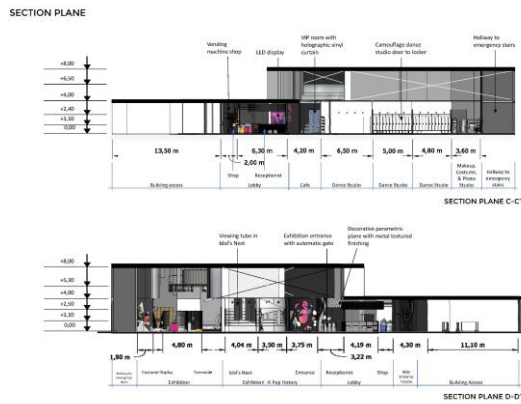 SECTION PLANE
Vending
machine shop
LED display
VIP room with
holographic vinyl
curtain
Camouflage dance
studio door to locker
Hallway to
emergency stairs
+8,00
+6,50
+4,00
+2,40
+1,30
0,00
13,50 m
6,30 m
2,00 m
4,20 m
6,50 m
5,00 m
4,80 m
3,60 m
Building access
Shop
Receptionist
Lobby
Cafe
Dance Studio
Dance Studio
Dance Studio
Makeup,
Costume,
& Photo
Studio
Hallway to
emergency
stairs
SECTION PLANE C-C'
Viewing tube in
Idol's Nest
Exhibition entrance
with automatic gate
Decorative parametric
plane with metal textured
finishing
+8,00
+5,30
+4,00
+2,50
+1,30
0,00
1,90 m
4,80 m
4,04 m
3,50 m
3,75 m
4,19 m
3,22 m
4,30 m
11,10 m
Costume Display
Exhibition
Idol's Nest
Entrance
Exhibition : K Pop History
Receptionist
Shop
Lobby
Building Access
SECTION PLANE D-D'